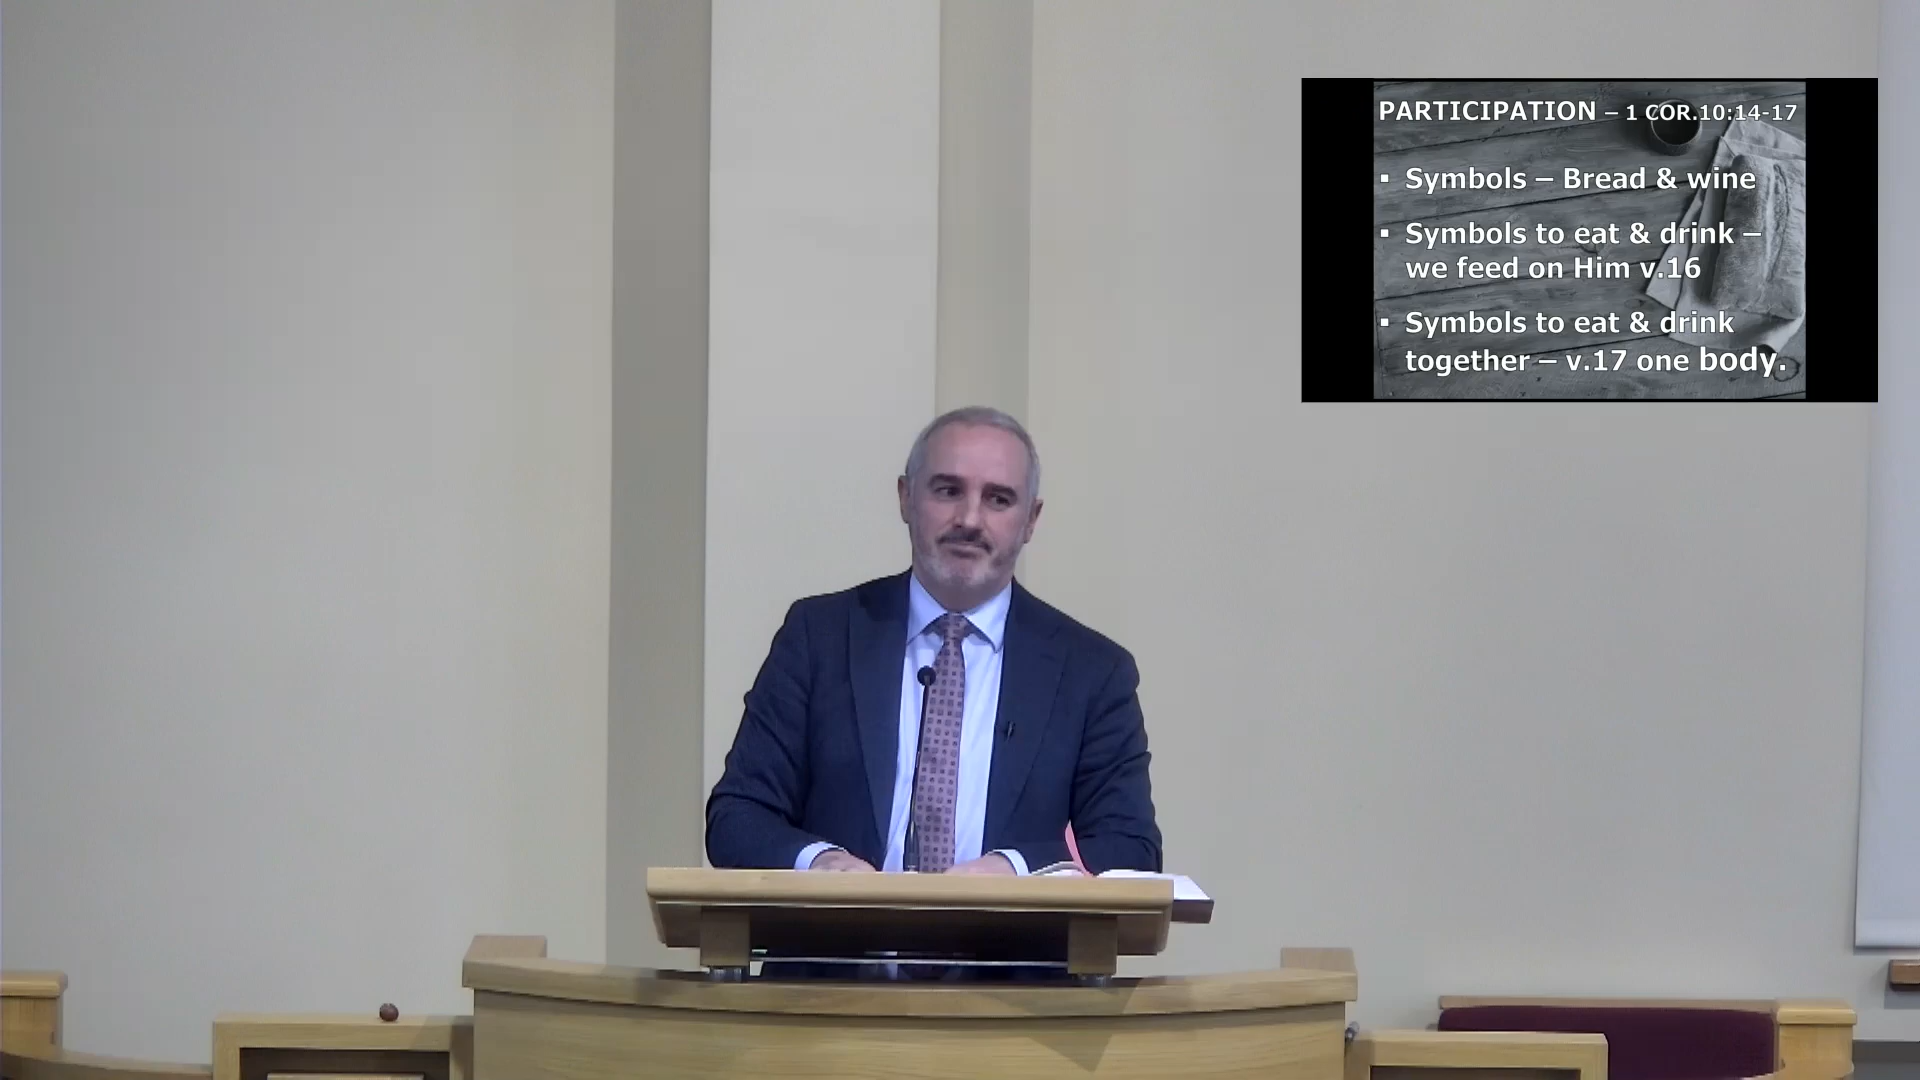 PARTICIPATION – 1 COR.10:14-17
▪ Symbols – Bread & wine
▪ Symbols to eat & drink –
we feed on Him v.16
▪ Symbols to eat & drink
together – v.17 one body.